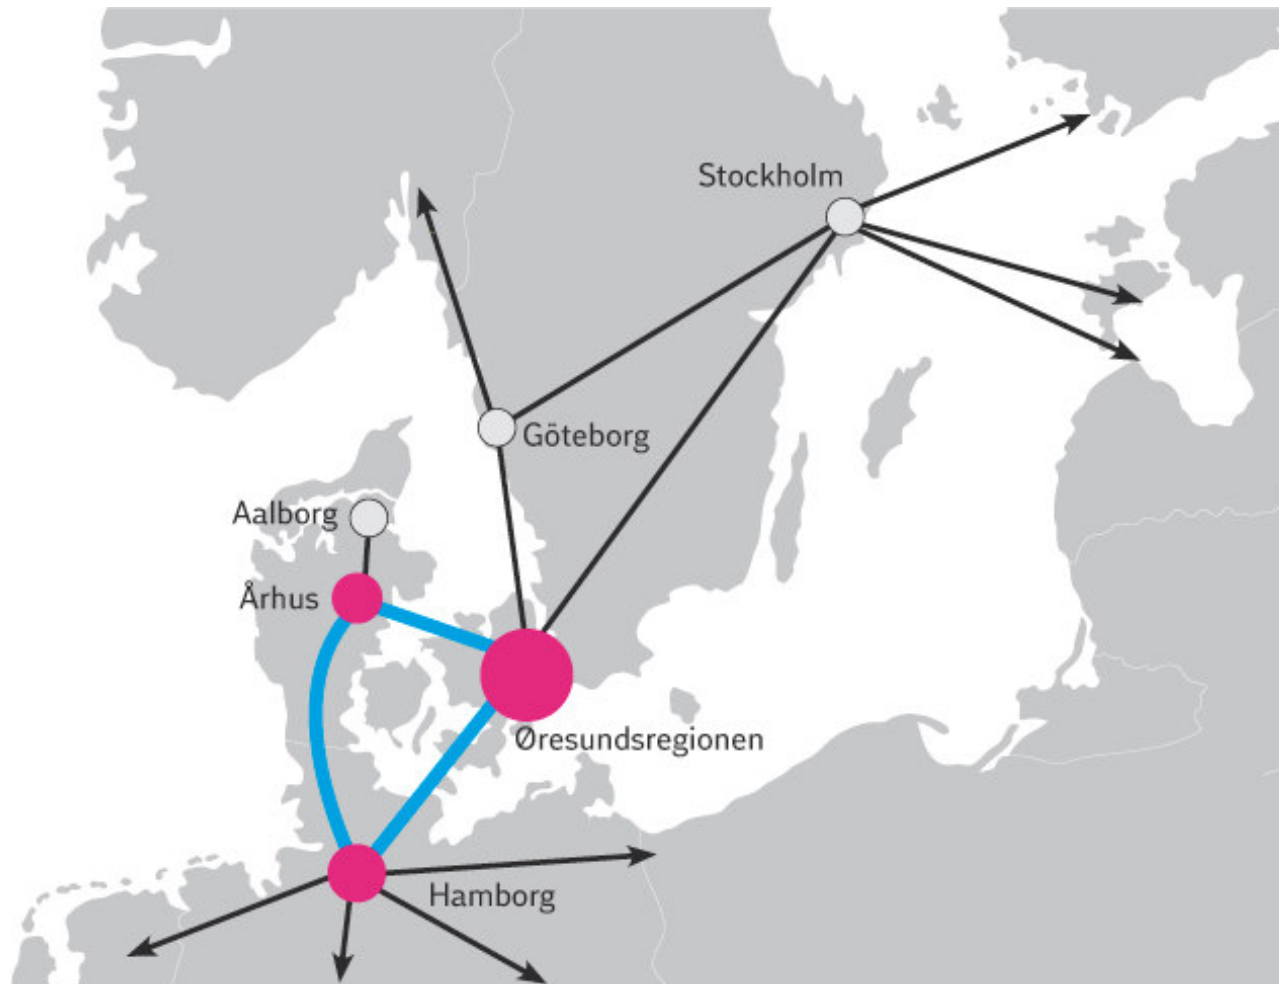 Stockholm
Göteborg
Aalborg
Århus
Øresundsregionen
Hamborg